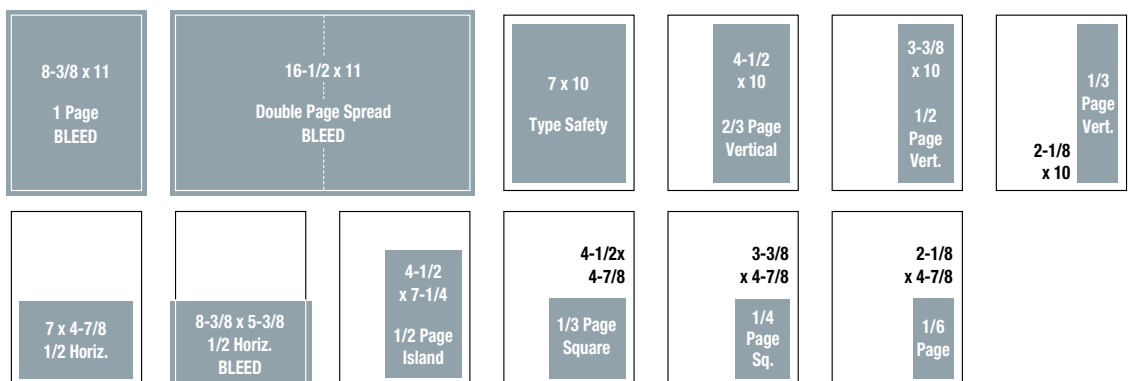 8-3/8 x 11
1 Page
BLEED
16-1/2 x 11
Double Page Spread
BLEED
7 x 10
Type Safety
4-1/2
x 10
2/3 Page
Vertical
3-3/8
x 10
1/2
Page
Vert.
1/3
Page
Vert.
2-1/8
x 10
7 x 4-7/8
1/2 Horiz.
8-3/8 x 5-3/8
1/2 Horiz.
BLEED
4-1/2
x 7-1/4
1/2 Page
Island
4-1/2x
4-7/8
1/3 Page
Square
3-3/8
x 4-7/8
1/4
Page
Sq.
2-1/8
x 4-7/8
1/6
Page